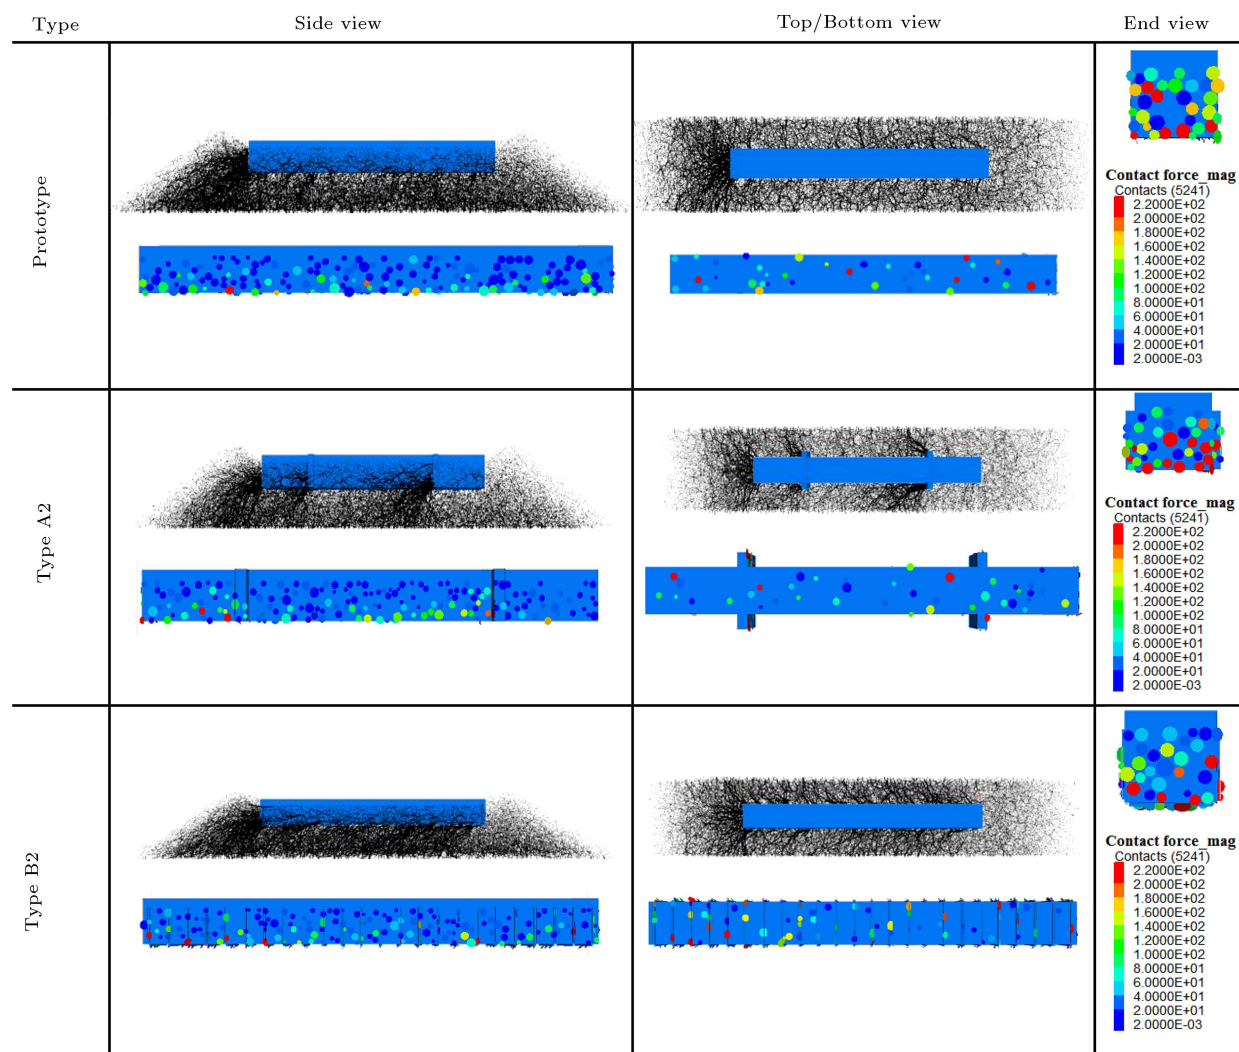 Type Side view Top/Bottom view End view
Prototype
Contact force_mag
Contacts (5241)
2.2000E+02
2.0000E+02
1.8000E+02
1.6000E+02
1.4000E+02
1.2000E+02
1.0000E+02
8.0000E+01
6.0000E+01
4.0000E+01
2.0000E+01
2.0000E-03
Type A2
Contact force_mag
Contacts (5241)
2.2000E+02
2.0000E+02
1.8000E+02
1.6000E+02
1.4000E+02
1.2000E+02
1.0000E+02
8.0000E+01
6.0000E+01
4.0000E+01
2.0000E+01
2.0000E-03
Type B2
Contact force_mag
Contacts (5241)
2.2000E+02
2.0000E+02
1.8000E+02
1.6000E+02
1.4000E+02
1.2000E+02
1.0000E+02
8.0000E+01
6.0000E+01
4.0000E+01
2.0000E+01
2.0000E-03